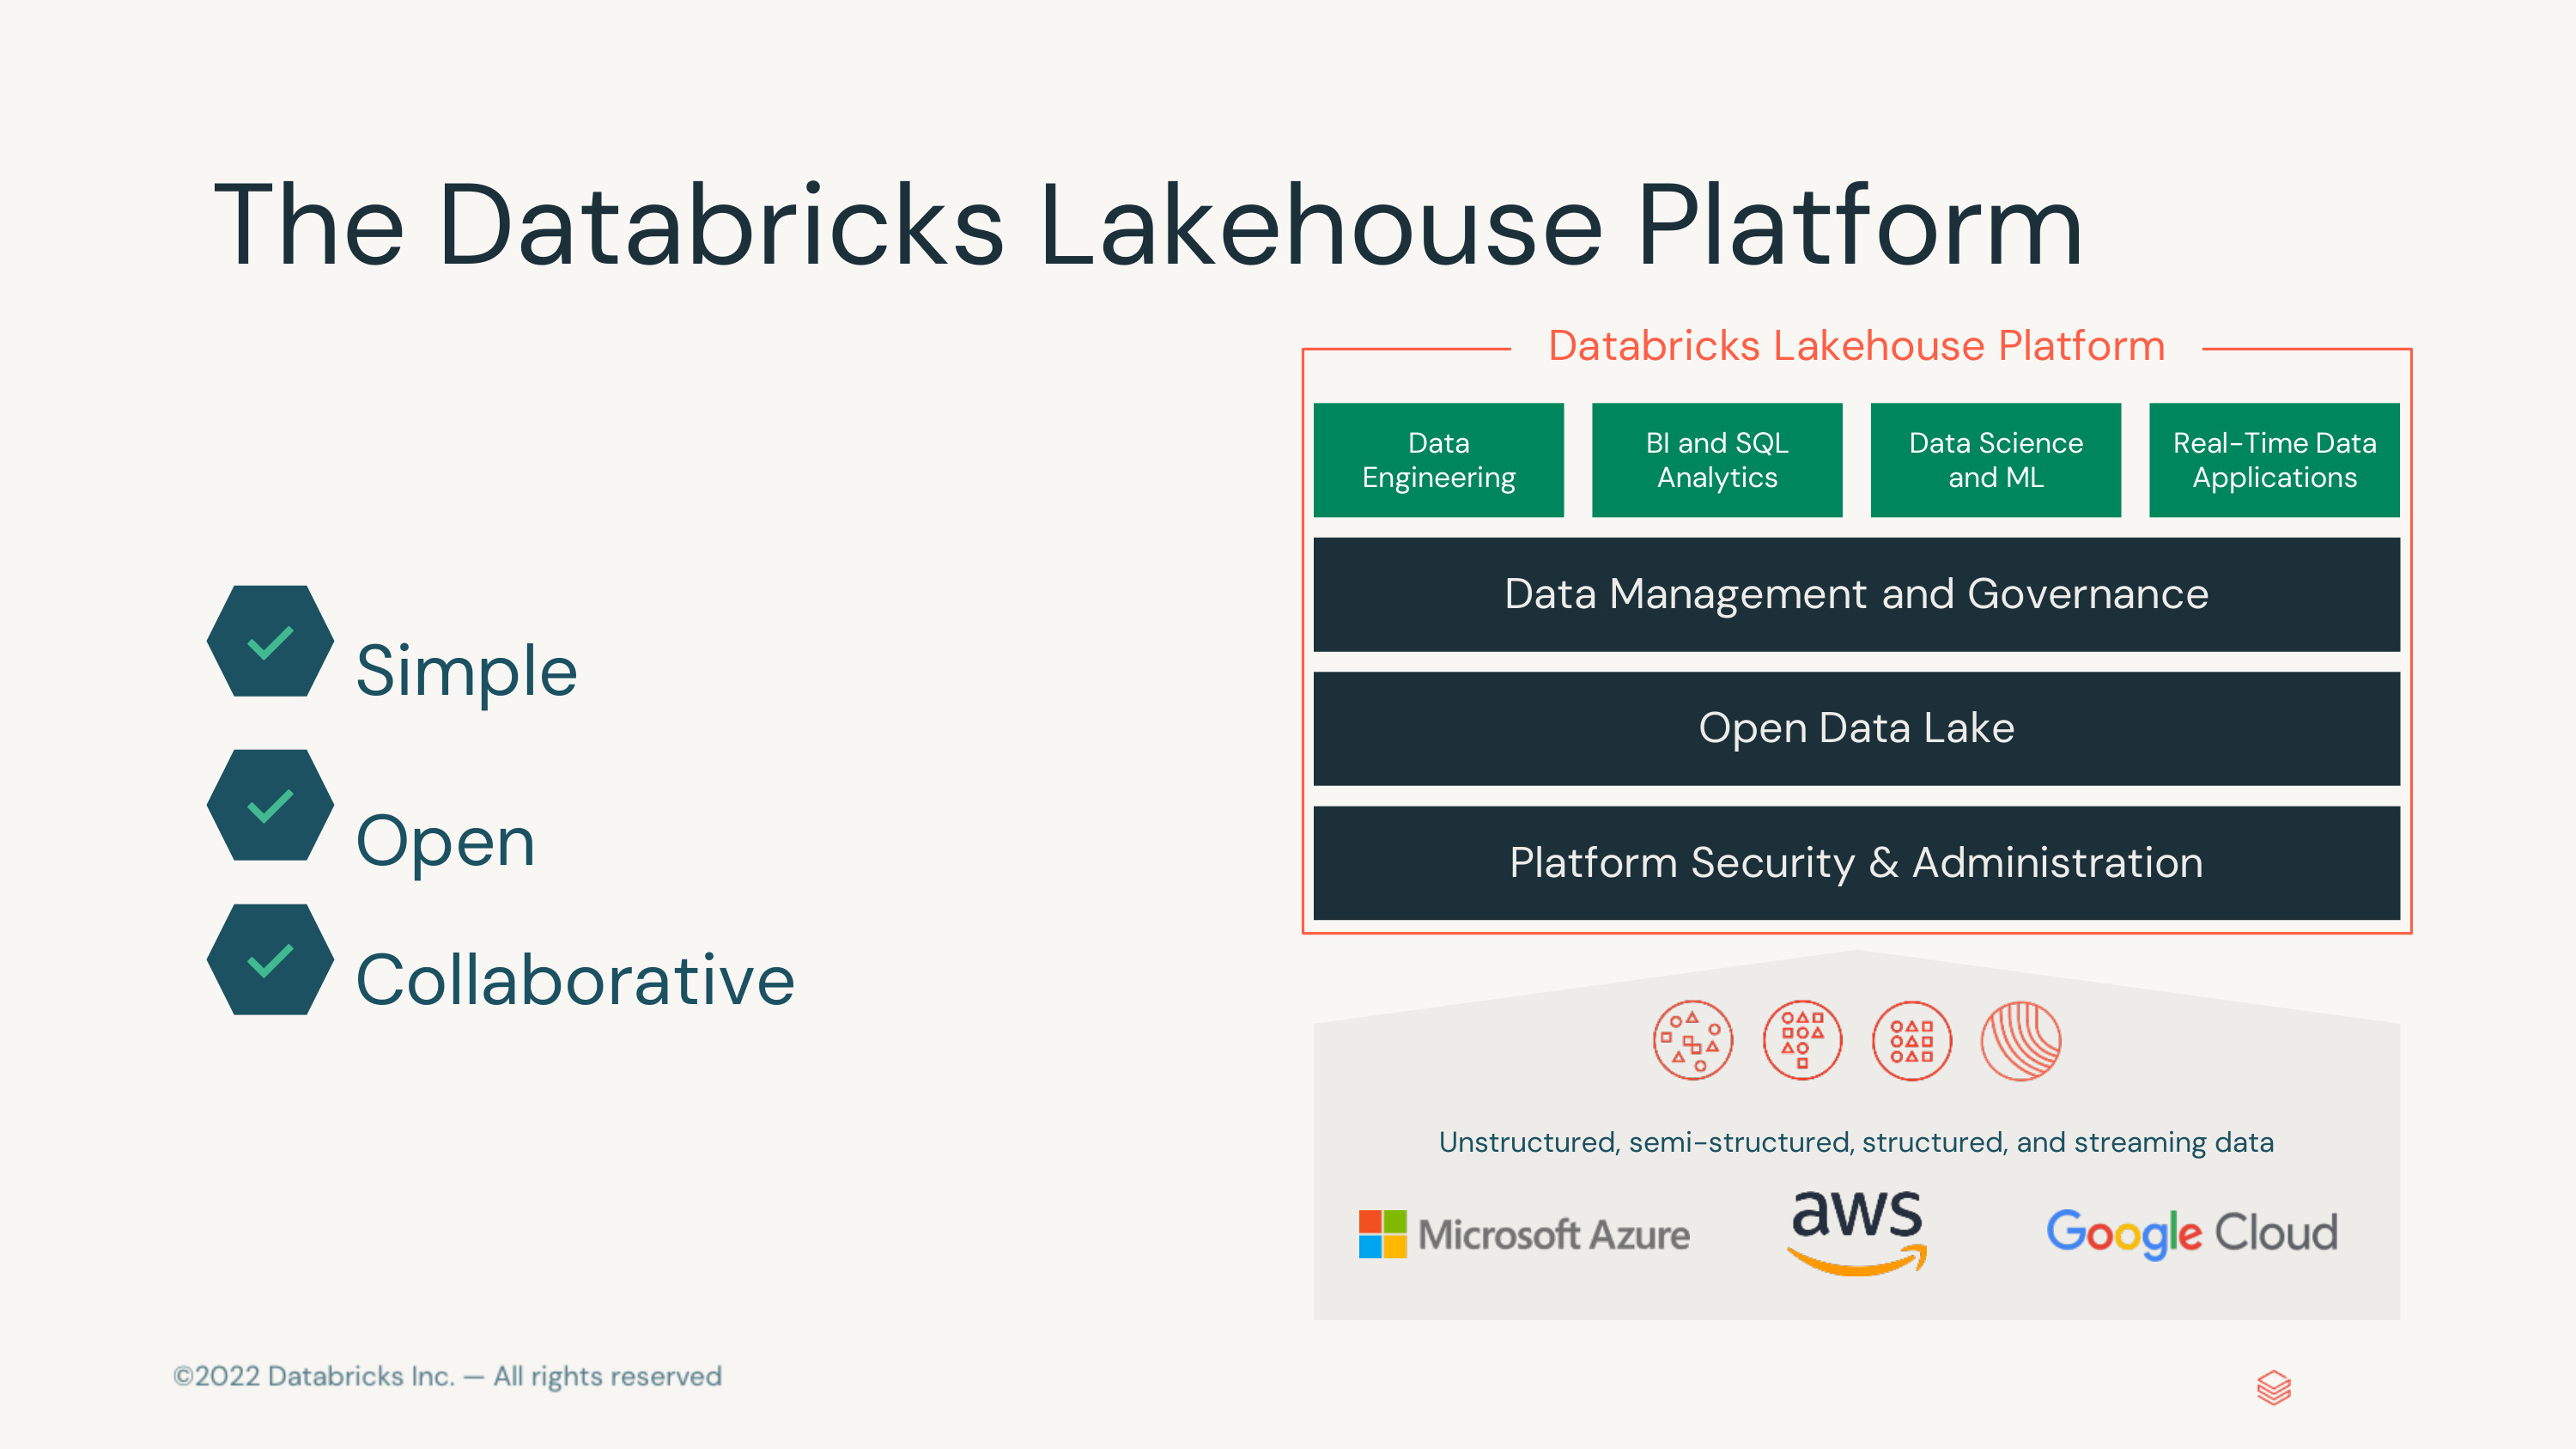 The Databricks Lakehouse Platform
Simple
Open
Collaborative
Databricks Lakehouse Platform
Data
Engineering
BI and SQL
Analytics
Data Science
and ML
Real-Time Data
Applications
Data Management and Governance
Open Data Lake
Platform Security & Administration
Unstructured, semi-structured, structured, and streaming data
Microsoft Azure
aws
Google Cloud
©2022 Databricks Inc. — All rights reserved